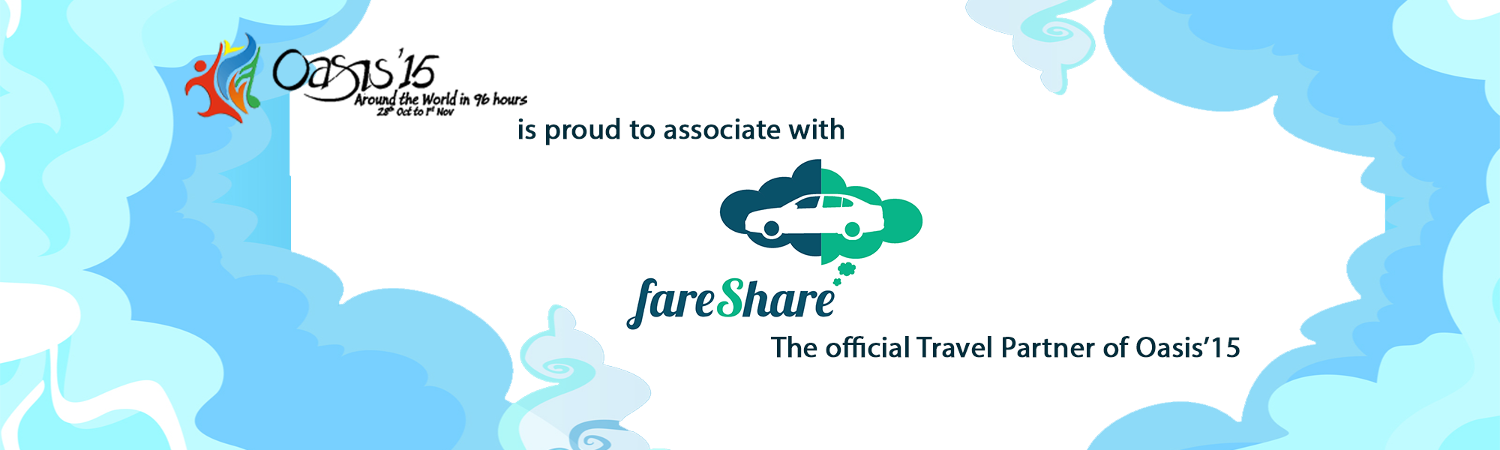 Oasis'15
Around the World in 96 hours
28th Oct to 1st Nov
is proud to associate with
fareShare
The official Travel Partner of Oasis'15